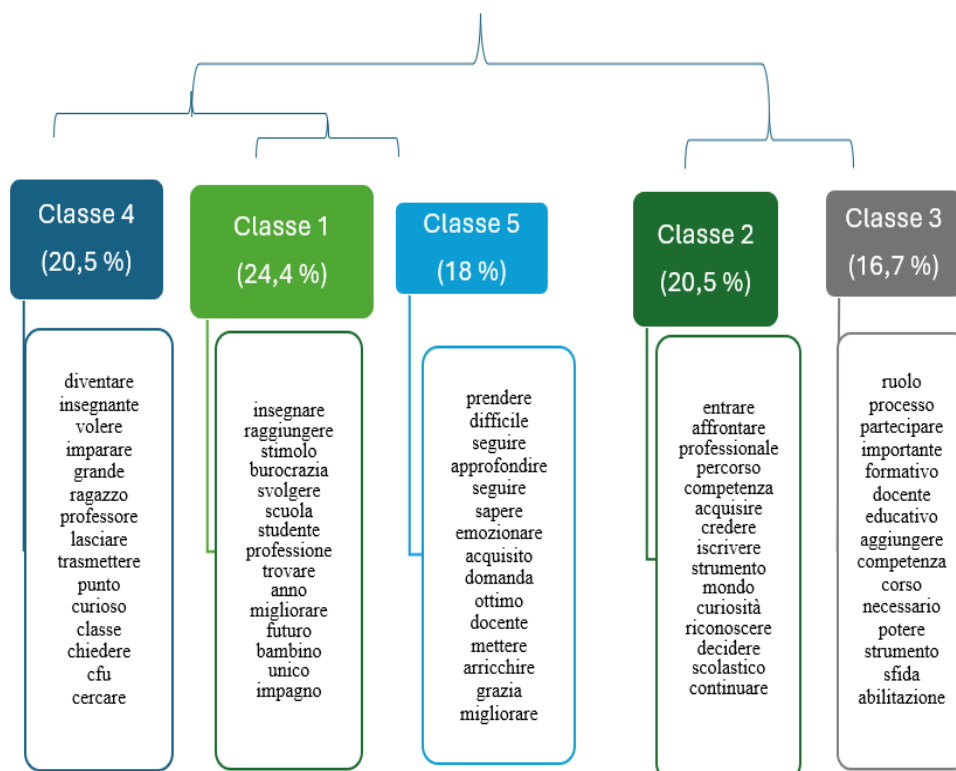 Classe 4
(20,5 %)
diventare
insegnante
volere
imparare
grande
ragazzo
professore
lasciare
trasmettere
punto
curioso
classe
chiedere
cfu
cercare
Classe 1
(24,4 %)
insegnare
raggiungere
stimolo
burocrazia
svolgere
scuola
studente
professione
trovare
anno
migliorare
futuro
bambino
unico
impagno
Classe 5
(18 %)
prendere
difficile
seguire
approfondire
seguire
sapere
emozionare
acquisito
domanda
ottimo
docente
mettere
arricchire
grazia
migliorare
Classe 2
(20,5 %)
entrare
affrontare
professionale
percorso
competenza
acquisire
credere
iscrivere
strumento
mondo
curiosità
riconoscere
decidere
scolastico
continuare
Classe 3
(16,7 %)
ruolo
processo
partecipare
importante
formativo
docente
educativo
aggiungere
competenza
corso
necessario
potere
strumento
sfida
abilitazione